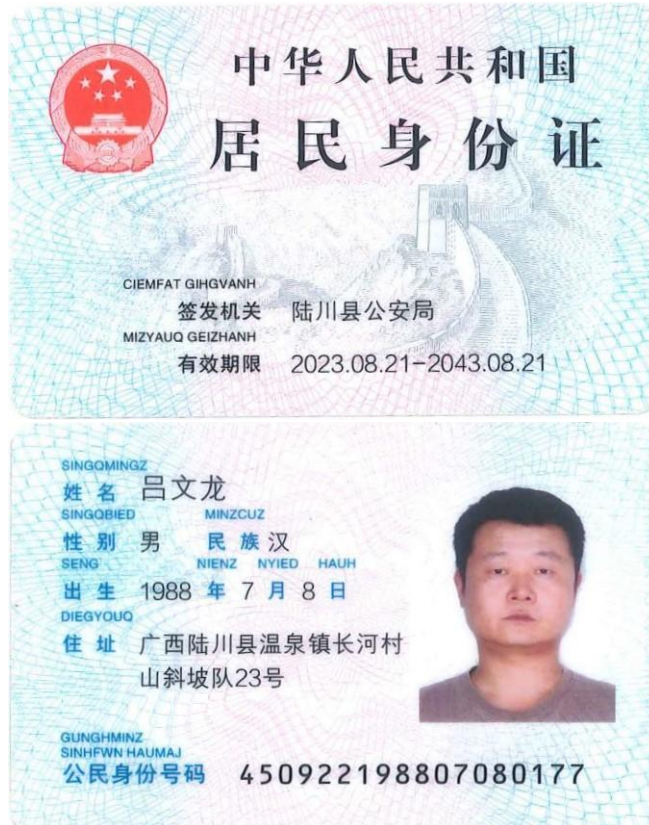 中华人民共和国
居民身份证
CIEMFAT GIHGVANH
签发机关 陆川县公安局
MIZYAUQ GEIZHANH
有效期限 2023.08.21-2043.08.21
SINGQMINGZ
姓名 吕文龙
SINGQBIED MINZCUZ
性别 男 民族 汉
SENG NIENZ NYIED HAUH
出生 1988 年 7 月 8 日
DIEGYOUQ
住址 广西陆川县温泉镇长河村
山斜坡队23号
GUNGHMINZ
SINHFWN HAUMAJ
公民身份号码 450922198807080177